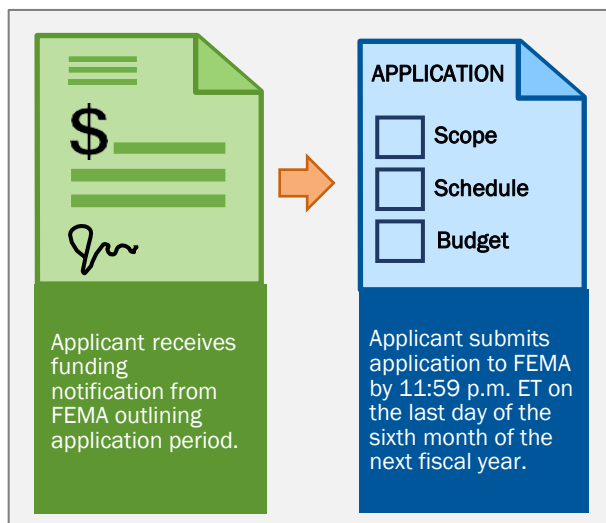 $
Applicant receives
funding
notification from
FEMA outlining
application period.
APPLICATION
Scope
Schedule
Budget
Applicant submits
application to FEMA
by 11:59 p.m. ET on
the last day of the
sixth month of the
next fiscal year.